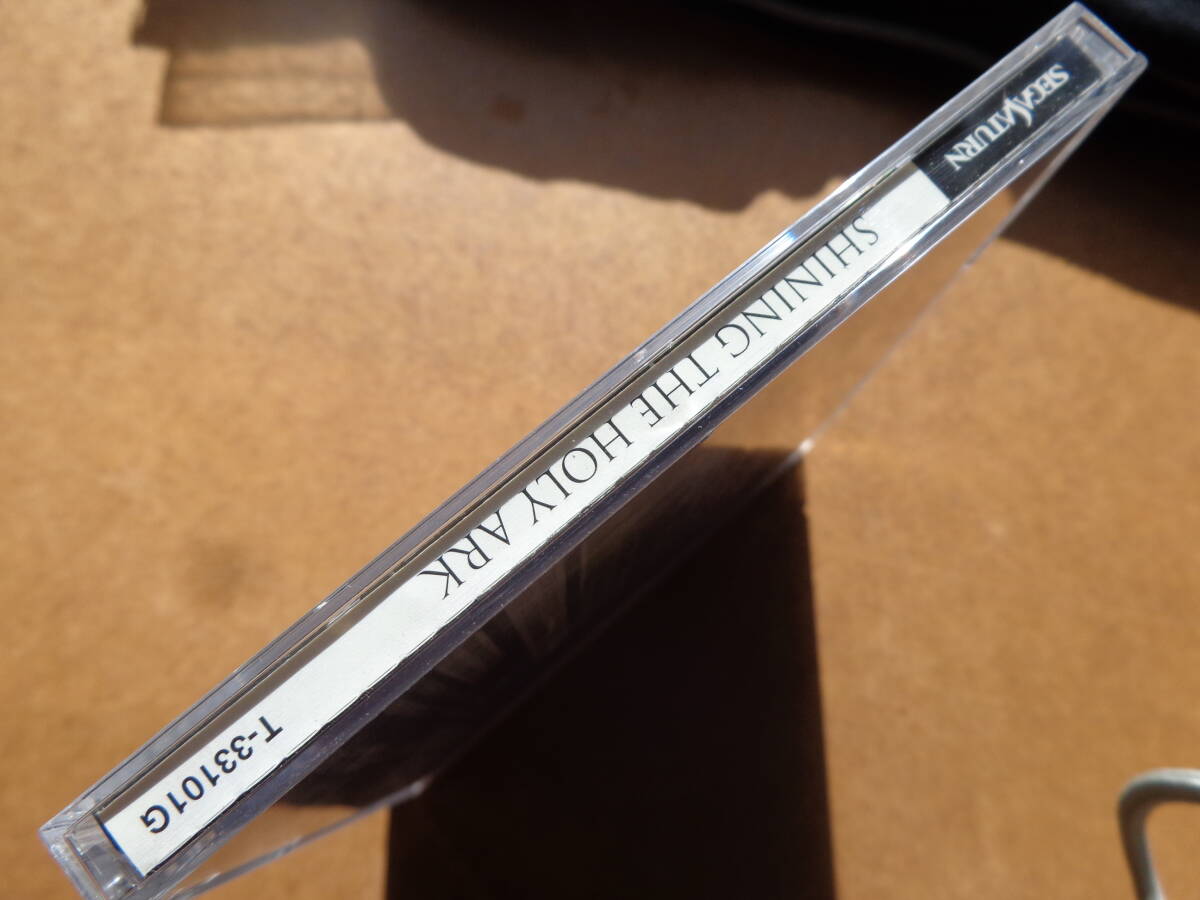 SEGA SATURN
SHINING THE HOLY ARK
T-33101G